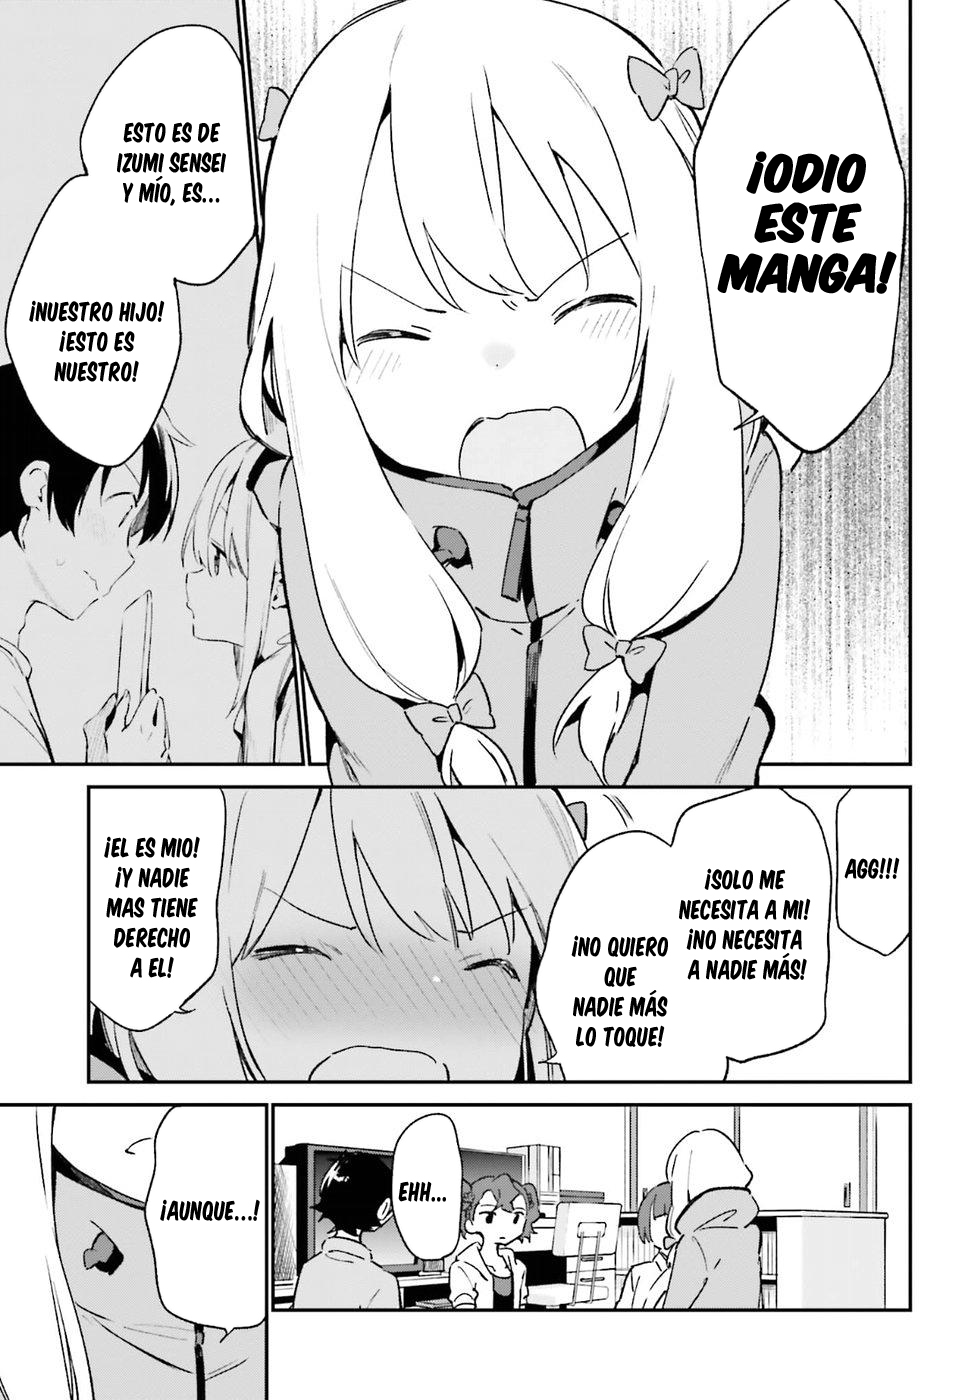 ¡ODIO
ESTE
MANGA!
ESTO ES DE
IZUMI SENSEI
Y MÍO, ES...
¡NUESTRO HIJO!
¡ESTO ES
NUESTRO!
AGG!!!
¡SOLO ME
NECESITA A MI!
¡NO NECESITA
A NADIE MÁS!
¡NO QUIERO
QUE
NADIE MÁS
LO TOQUE!
¡EL ES MIO!
¡Y NADIE
MAS TIENE
DERECHO
A EL!
EHH...
¡AUNQUE...!